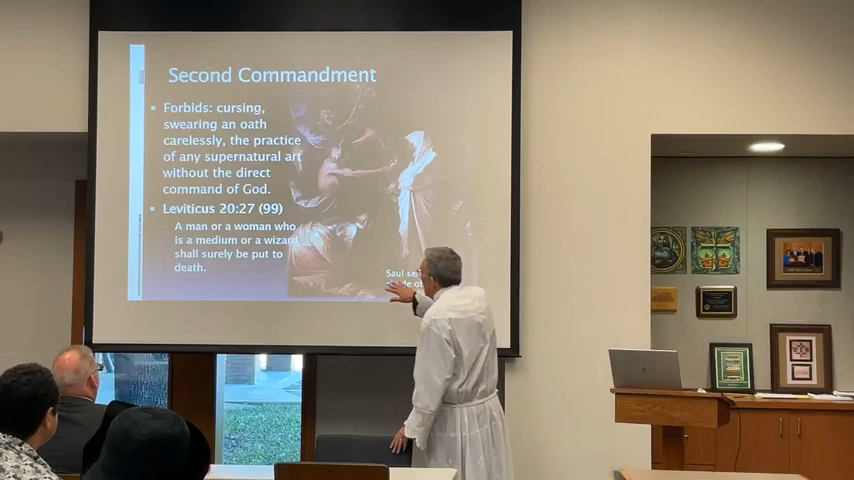 Second Commandment
Forbids: cursing,
swearing an oath
carelessly, the practice
of any supernatural art
without the direct
command of God.
Leviticus 20:27 (99)
A man or a woman who
is a medium or a wizard
shall surely be put to
death.
Saul